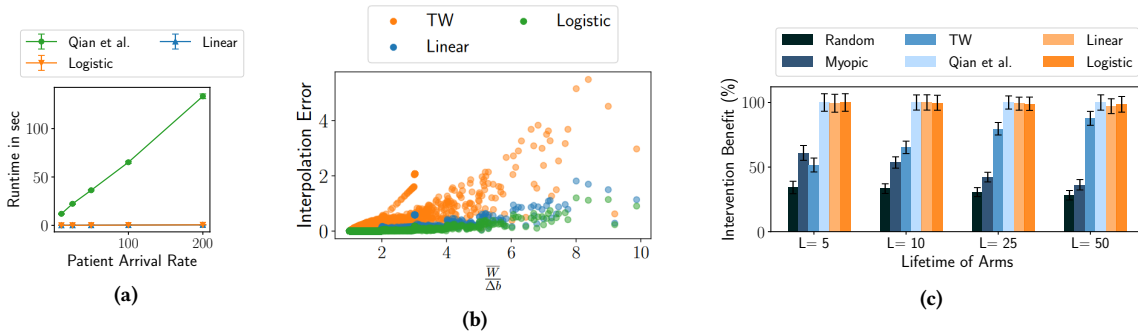 Qian et al.
Linear
Logistic
Runtime in sec
100
50
0
100
200
Patient Arrival Rate
(a)
TW
Logistic
Linear
Interpolation Error
4
2
0
2
4
6
8
10
W
Δb
(b)
Random
TW
Linear
Myopic
Qian et al.
Logistic
Intervention Benefit (%)
100
50
0
L= 5
L= 10
L= 25
L= 50
Lifetime of Arms
(c)